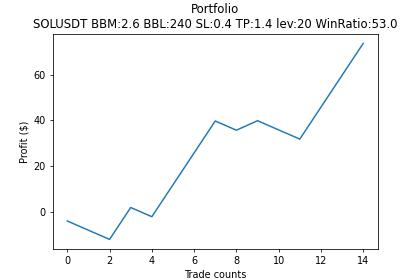 Portfolio
SOLUSDT BBM:2.6 BBL:240 SL:0.4 TP:1.4 lev:20 WinRatio:53.0
60
40
20
0
Profit ($)
0 2 4 6 8 10 12 14
Trade counts